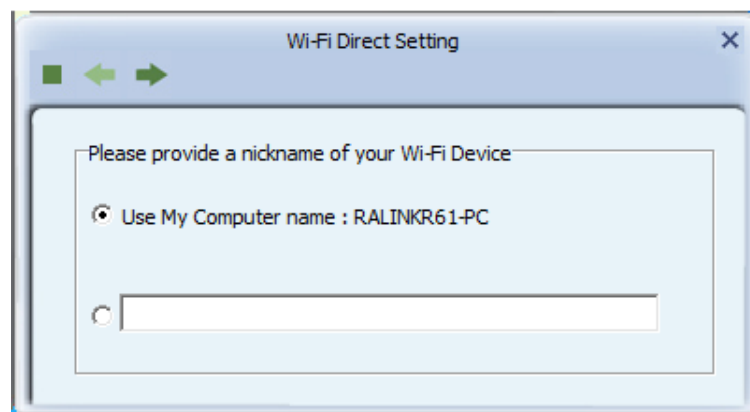 Wi-Fi Direct Setting
Please provide a nickname of your Wi-Fi Device
Use My Computer name : RALINKR61-PC